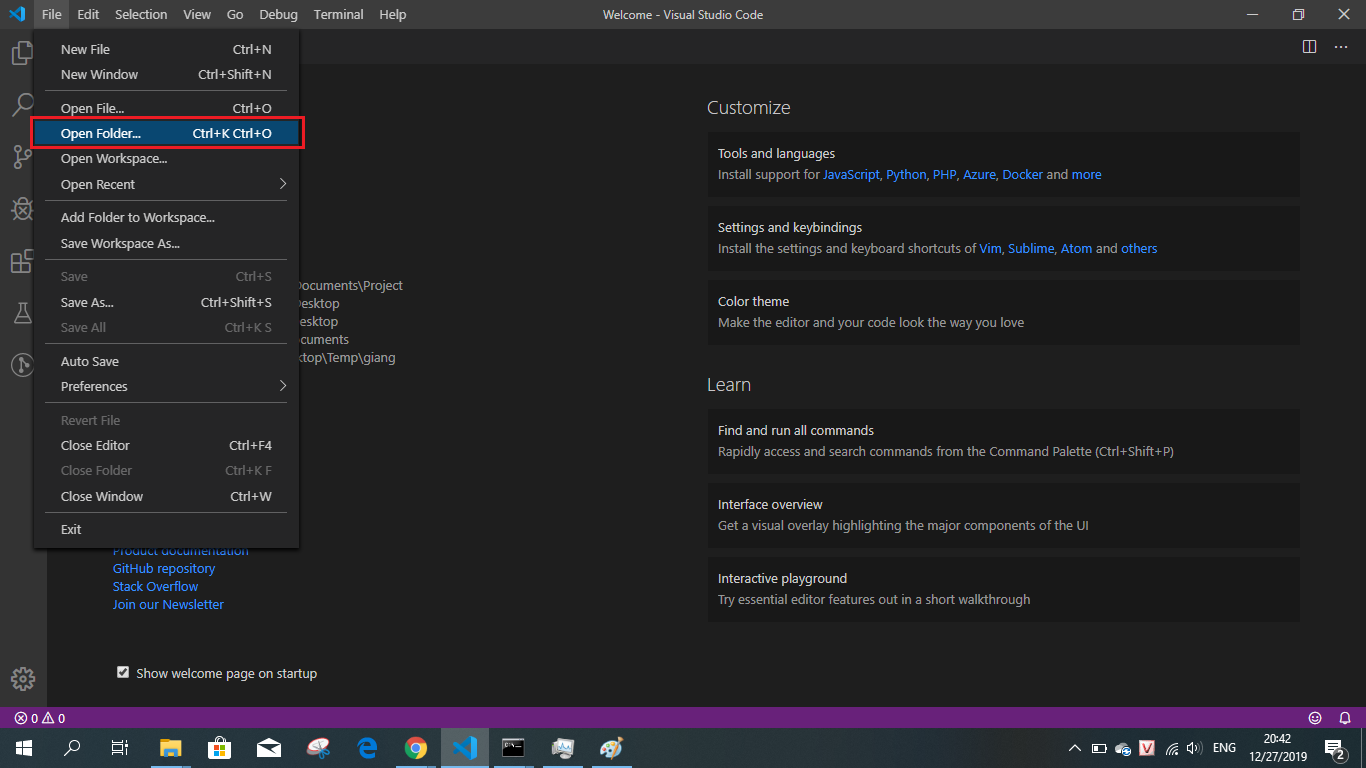 File Edit Selection View Go Debug Terminal Help
Welcome - Visual Studio Code
New File Ctrl+N
New Window Ctrl+Shift+N
Open File... Ctrl+O
Open Folder... Ctrl+K Ctrl+O
Open Workspace...
Open Recent
Add Folder to Workspace...
Save Workspace As...
Save Ctrl+S
Save As... Ctrl+Shift+S
Save All Ctrl+K S
Auto Save
Preferences
Revert File
Close Editor Ctrl+F4
Close Folder Ctrl+K F
Close Window Ctrl+W
Exit
Documents\Project
Desktop
esktop
cuments
ktop\Temp\giang
Product documentation
GitHub repository
Stack Overflow
Join our Newsletter
Show welcome page on startup
Customize
Tools and languages
Install support for JavaScript, Python, PHP, Azure, Docker and more
Settings and keybindings
Install the settings and keyboard shortcuts of Vim, Sublime, Atom and others
Color theme
Make the editor and your code look the way you love
Learn
Find and run all commands
Rapidly access and search commands from the Command Palette (Ctrl+Shift+P)
Interface overview
Get a visual overlay highlighting the major components of the UI
Interactive playground
Try essential editor features out in a short walkthrough
0 0
V ENG
20:42
12/27/2019
2